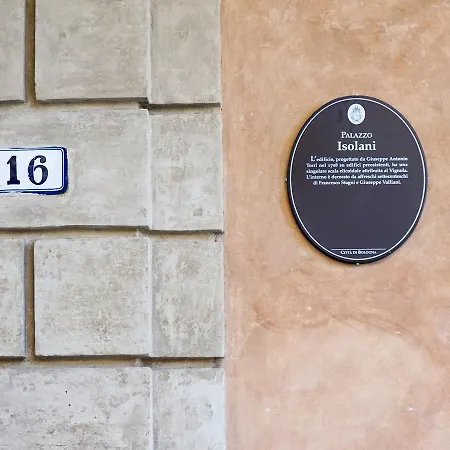 16
PALAZZO
Isolani
L'edificio, progettato da Giuseppe Antonio
Torri nel 1708 su edifici preesistenti, ha una
singolare scala elicoidale attribuita al Vignola.
L'interno è decorato da affreschi settecenteschi
di Francesco Stagni e Giuseppe Valliani.
CITTÀ DI BOLOGNA